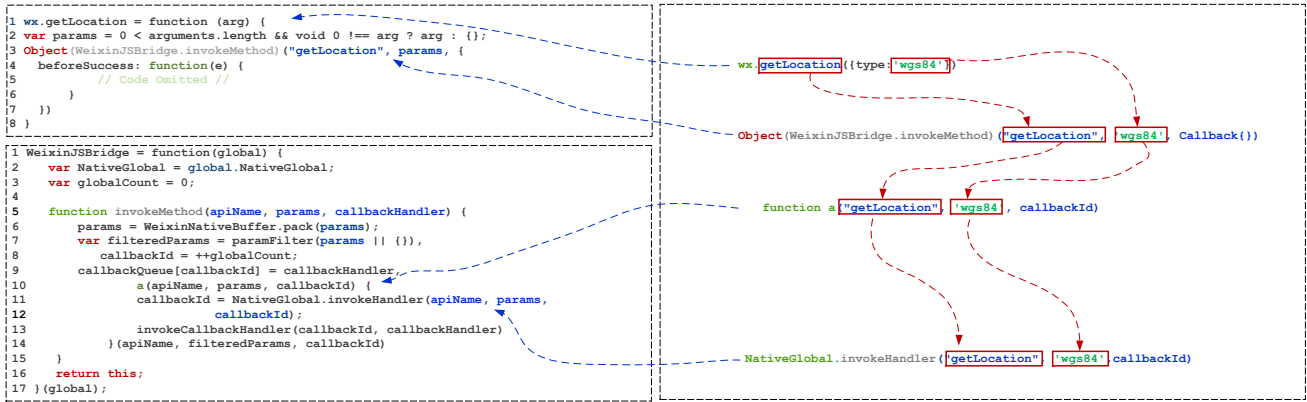 1 wx.getLocation = function (arg) {
2 var params = 0 < arguments.length && void 0 !== arg ? arg : {};
3 Object(WeixinJSBridge.invokeMethod)("getLocation", params, {
4 beforeSuccess: function(e) {
5 // Code Omitted //
6 }
7 })
8 }
1 WeixinJSBridge = function(global) {
2 var NativeGlobal = global.NativeGlobal;
3 var globalCount = 0;
4
5 function invokeMethod(apiName, params, callbackHandler) {
6 params = WeixinNativeBuffer.pack(params);
7 var filteredParams = paramFilter(params || {}),
8 callbackId = ++globalCount;
9 callbackQueue[callbackId] = callbackHandler,
10 a(apiName, params, callbackId) {
11 callbackId = NativeGlobal.invokeHandler(apiName, params,
12 callbackId);
13 invokeCallbackHandler(callbackId, callbackHandler)
14 }(apiName, filteredParams, callbackId)
15 }
16 return this;
17 }(global);
wx.getLocation({type:'wgs84'})
Object(WeixinJSBridge.invokeMethod)("getLocation", 'wgs84', Callback{})
function a("getLocation", 'wgs84', callbackId)
NativeGlobal.invokeHandler("getLocation", 'wgs84',callbackId)